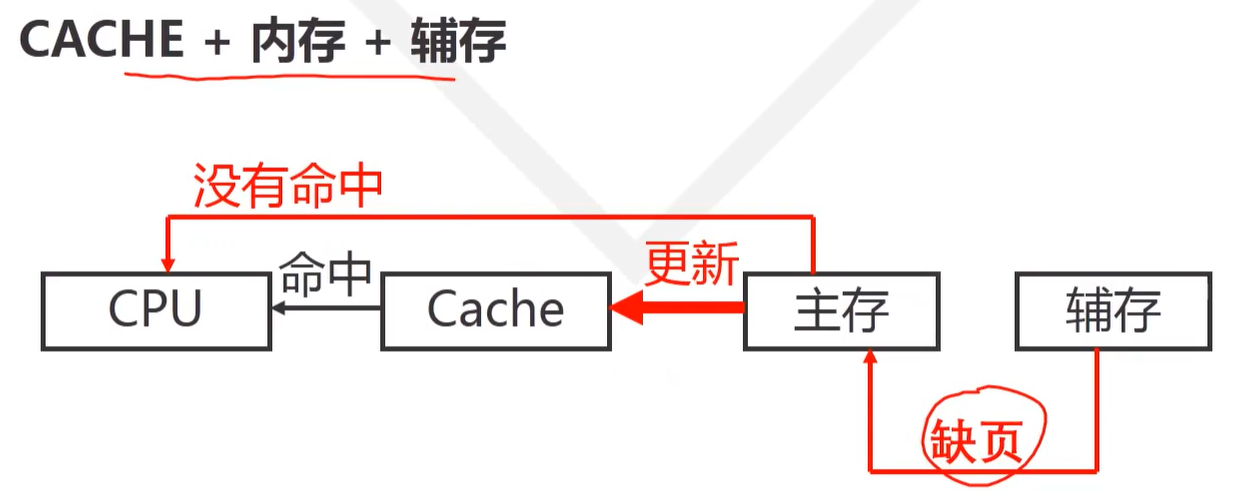 CACHE + 内存 + 辅存
没有命中
命中
更新
CPU
Cache
主存
辅存
缺页